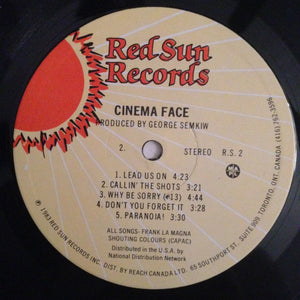 Red Sun
Records
CINEMA FACE
PRODUCED BY GEORGE SEMKIW
2.
STEREO R.S. 2
1. LEAD US ON 4:23
2. CALLIN' THE SHOTS 3:21
3. WHY BE SORRY (#13) 3:44
4. DON'T YOU FORGET IT 3:28
5. PARANOIA! 3:30
ALL SONGS- FRANK LA MAGNA
SHOUTING COLOURS (CAPAC)
Distributed in the U.S.A. by
National Distribution Network
© 1983 RED SUN RECORDS INC. DIST. BY REACH CANADA LTD. 65 SOUTHPORT ST. SUITE 909, TORONTO, ONT. CANADA (416) 762-3596